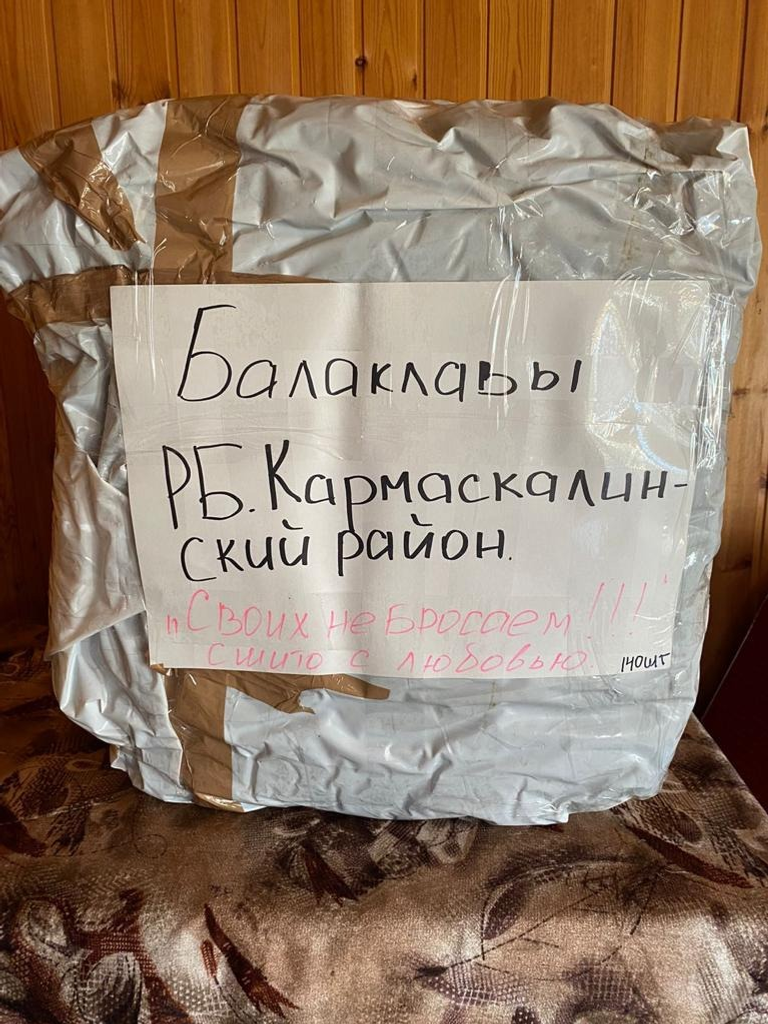 Балаклавы
РБ. Кармаскалин-
ский район.
"Своих не бросаем!!!"
сшито с любовью.
140шт